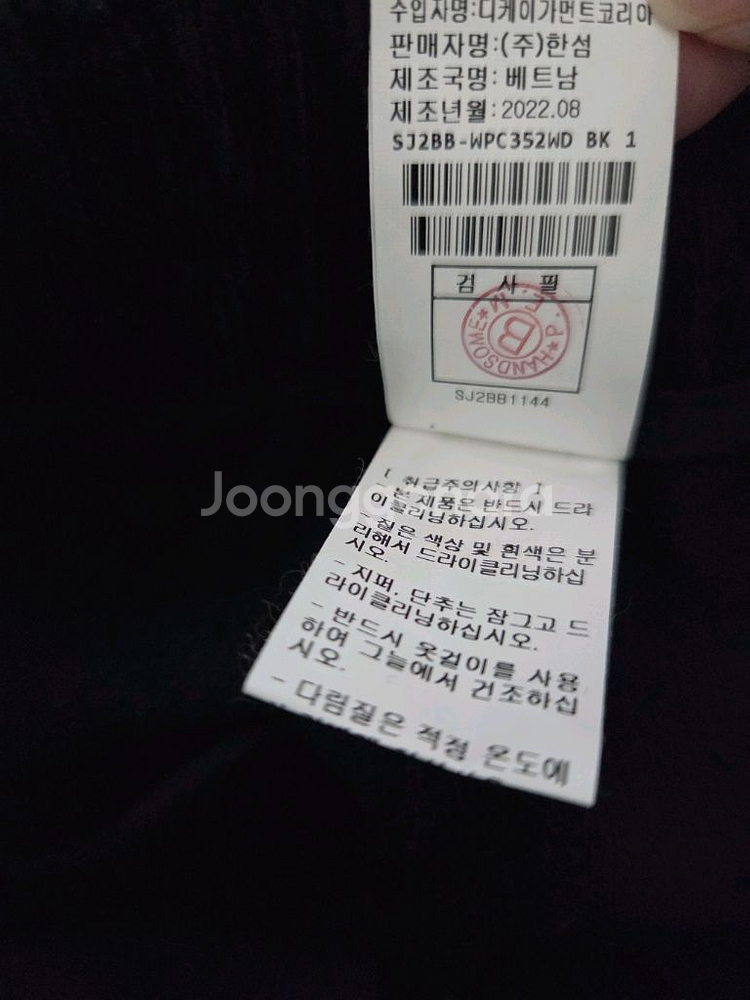 수입자명:디케이가먼트코리아
판매자명:(주)한섬
제조국명: 베트남
제조년월:2022.08
SJ2BB-WPC352WD BK 1
검 사 필
P.F.M
★HANDSOME★
B
SJ2BB1144
[ 취급주의사항 ]
- 본 제품은 반드시 드라
이클리닝하십시오.
- 짙은 색상 및 흰색은 분
리해서 드라이클리닝하십
시오.
- 지퍼, 단추는 잠그고 드
라이클리닝하십시오.
- 반드시 옷걸이를 사용
하여 그늘에서 건조하십
시오.
- 다림질은 적정 온도에
Joongonara